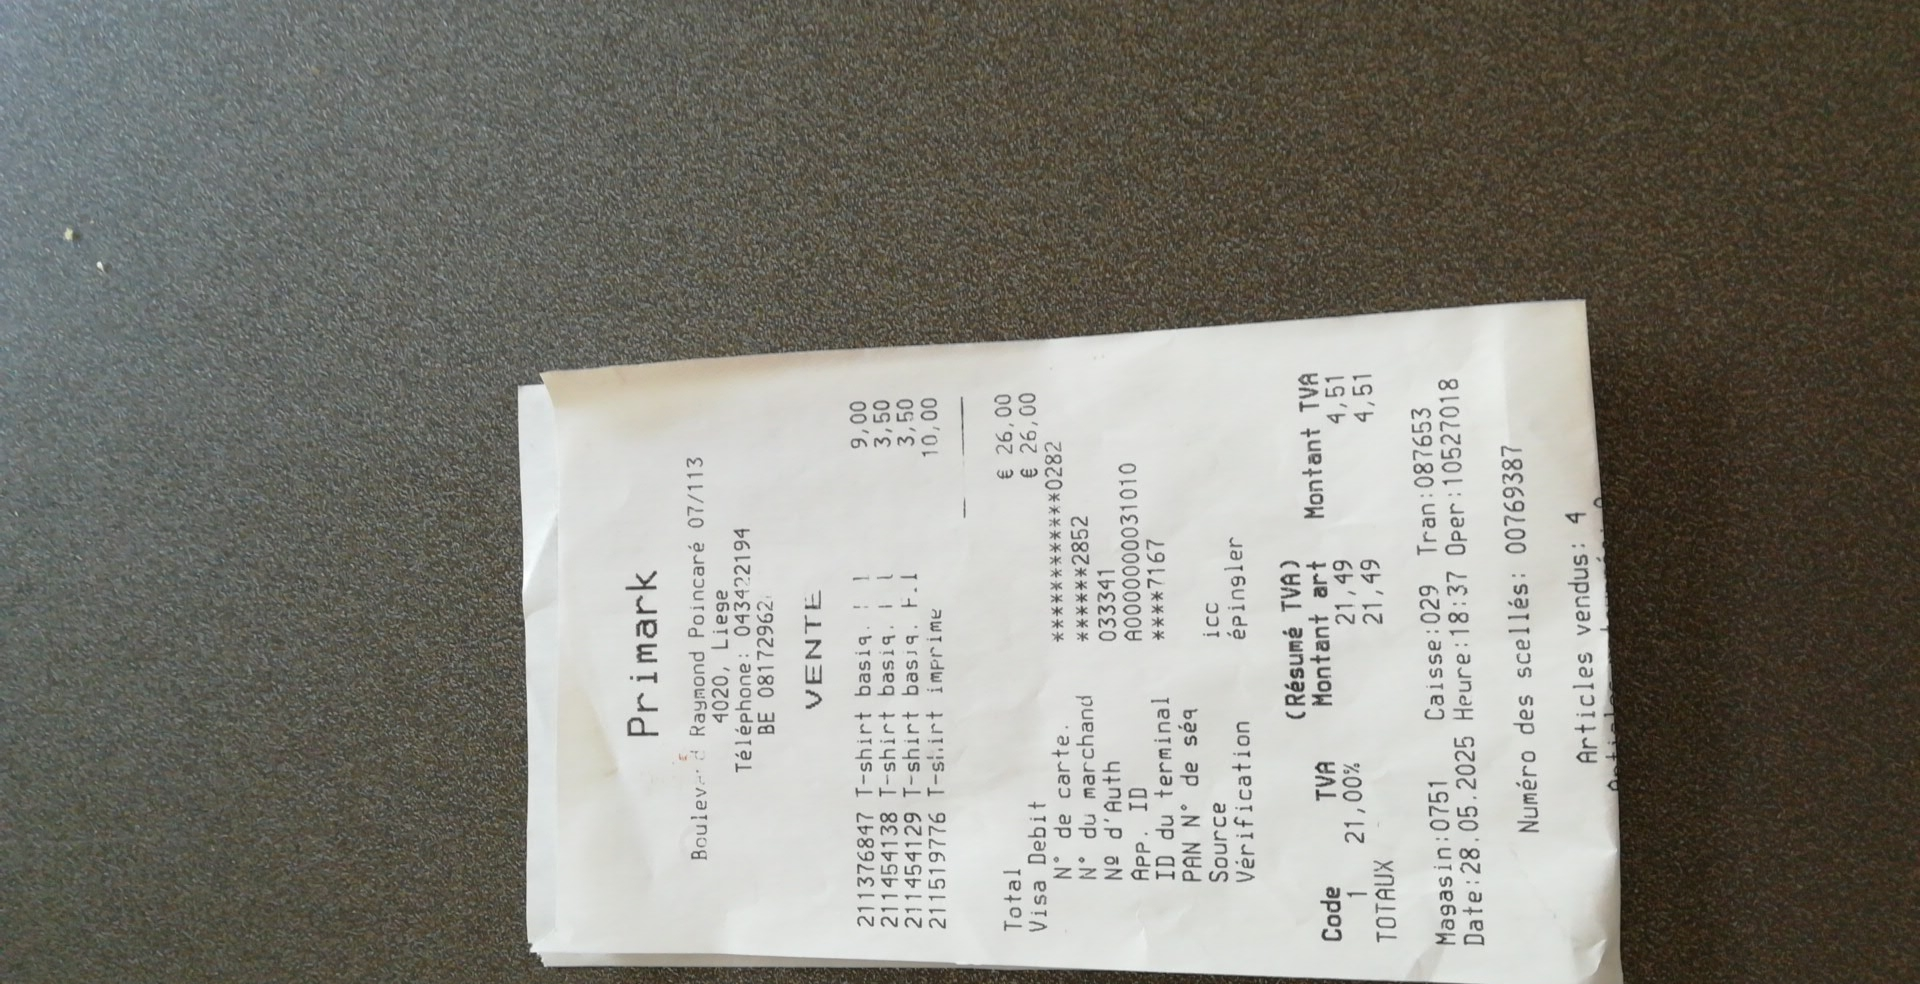 Primark
Raymond Poincaré 07/113
4020, Liege
Téléphone: 043422194
BE 08172962
VENTE
211376847 T-shirt basiq. 9,00
211454138 T-shirt basiq. 3,50
211454129 T-shirt basiq. 3,50
211519776 T-shirt imprime 10,00
Total € 26,00
Visa Debit € 26,00
N° de carte. ************0282
N° du marchand ******2852
Nº d'Auth 033341
App. ID A0000000031010
ID du terminal ****7167
PAN N° de séq
Source icc
Vérification épingler
(Résumé TVA)
Code TVA Montant art Montant TVA
1 21,00% 21,49 4,51
TOTAUX 21,49 4,51
Magasin:0751 Caisse:029 Tran:087653
Date:28.05.2025 Heure:18:37 Oper:10527018
Numéro des scellés: 00769387
Articles vendus: 4